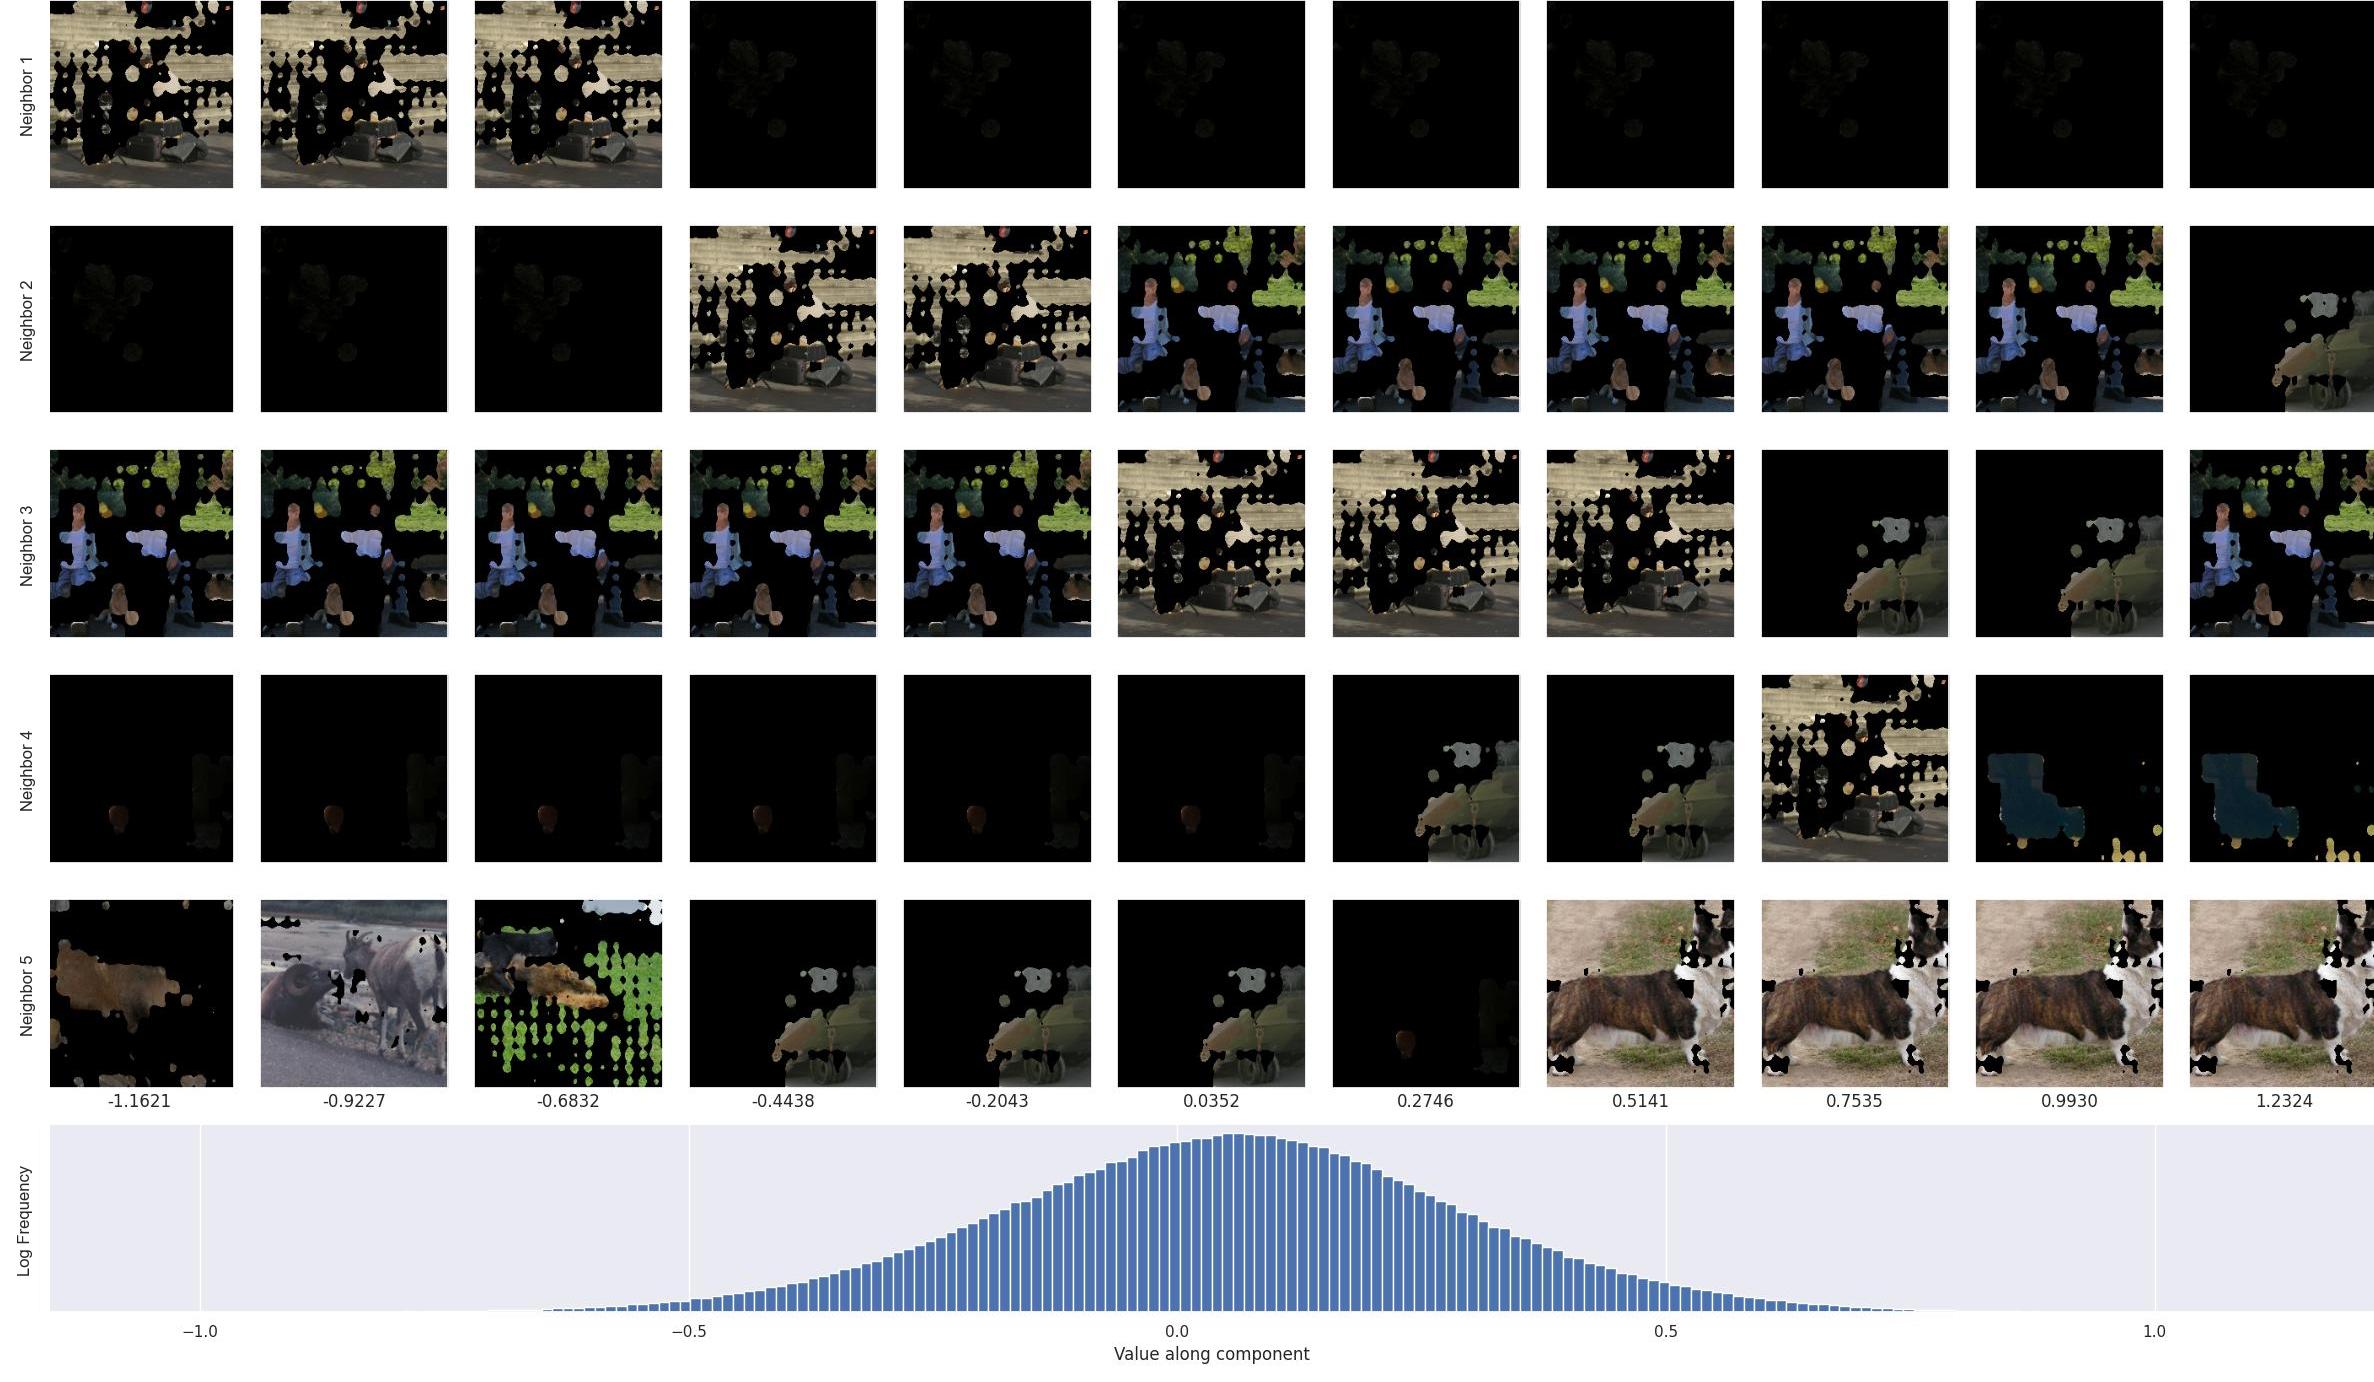 Neighbor 1
Neighbor 2
Neighbor 3
Neighbor 4
Neighbor 5
-1.1621 -0.9227 -0.6832 -0.4438 -0.2043 0.0352 0.2746 0.5141 0.7535 0.9930 1.2324
Log Frequency
−1.0 −0.5 0.0 0.5 1.0
Value along component